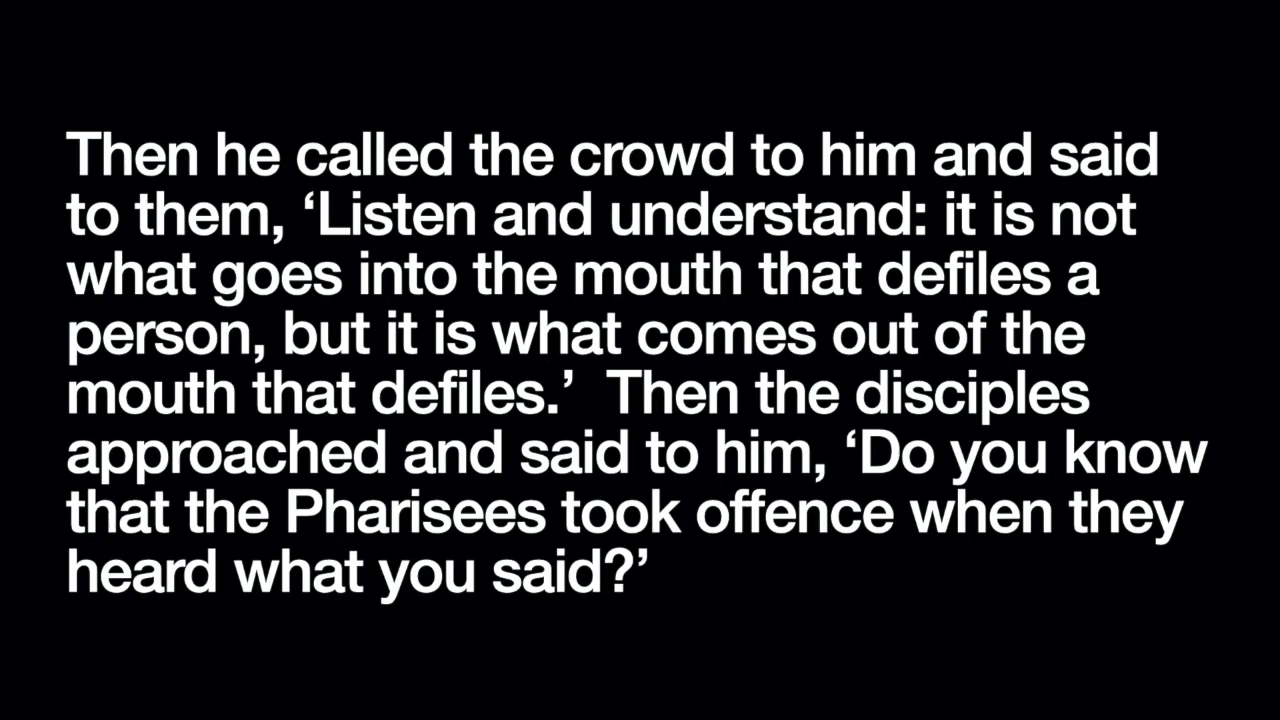 Then he called the crowd to him and said
to them, ‘Listen and understand: it is not
what goes into the mouth that defiles a
person, but it is what comes out of the
mouth that defiles.’  Then the disciples
approached and said to him, ‘Do you know
that the Pharisees took offence when they
heard what you said?’